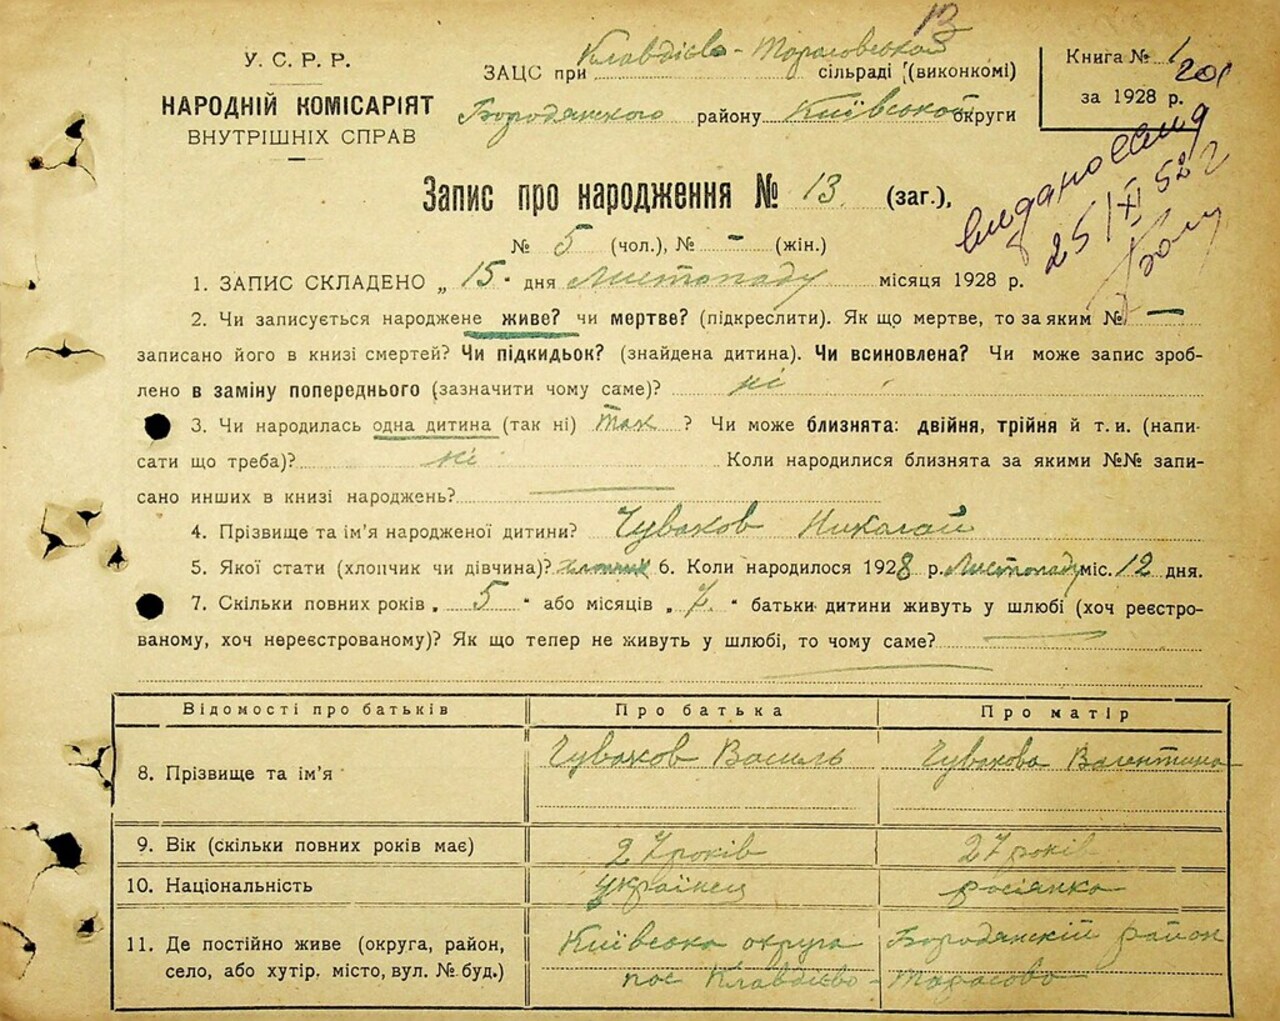 13
У. С. Р. Р.
НАРОДНІЙ КОМІСАРІЯТ
ВНУТРІШНІХ СПРАВ
ЗАЦС при Клавдієво-Тарасовській сільраді (виконкомі)
Бородянского району Київської округи
Книга № 1
201
за 1928 р.
видано
25/XI 52 г
Запис про народження № 13 (заг.),
№ 5 (чол.), № - (жін.)
1. ЗАПИС СКЛАДЕНО „ 15 " дня Листопаду місяця 1928 р.
2. Чи записується народжене живе? чи мертве? (підкреслити). Як що мертве, то за яким № —
записано його в книзі смертей? Чи підкидьок? (знайдена дитина). Чи всиновлена? Чи може запис зроб-
лено в заміну попереднього (зазначити чому саме)? ні
3. Чи народилась одна дитина (так ні) так ? Чи може близнята: двійня, трійня й т. и. (напи-
сати що треба)? ні Коли народилися близнята за якими №№ запи-
сано инших в книзі народжень? —
4. Прізвище та ім'я народженої дитини? Чуваков Николай
5. Якої стати (хлопчик чи дівчина)? хлопчик 6. Коли народилося 1928 р. Листопаду міс. 12 дня.
7. Скільки повних років „ 5 " або місяців „ 7 " батьки дитини живуть у шлюбі (хоч реєстро-
ваному, хоч нереєстрованому)? Як що тепер не живуть у шлюбі, то чому саме? —
Відомості про батьків Про батька Про матір
8. Прізвище та ім'я Чуваков Василь Чувакова Валентина
9. Вік (скільки повних років має) 27 років 27 років
10. Національність українец росіянка
11. Де постійно живе (округа, район, Київська округа Бородянскій район
село, або хутір, місто, вул. № буд.) пос Клавдієво-Тарасово